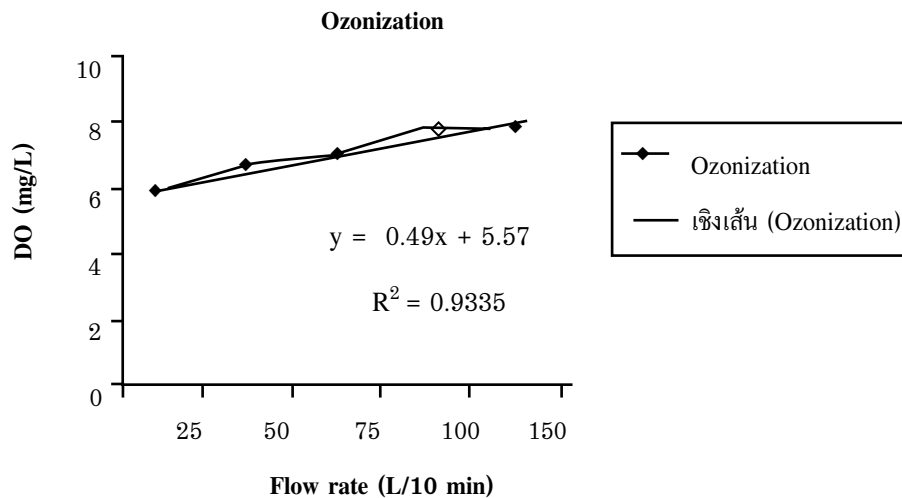 Ozonization
10
8
6
4
2
0
DO (mg/L)
y = 0.49x + 5.57
R² = 0.9335
25 50 75 100 150
Flow rate (L/10 min)
Ozonization
เชิงเส้น (Ozonization)